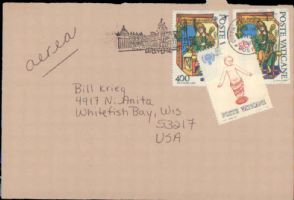 aerea
POSTE VATICANE
400
POSTE VATICANE
Bill Krieg
4917 N. Anita
Whitefish Bay, Wis
53217
USA
POSTE VATICANE